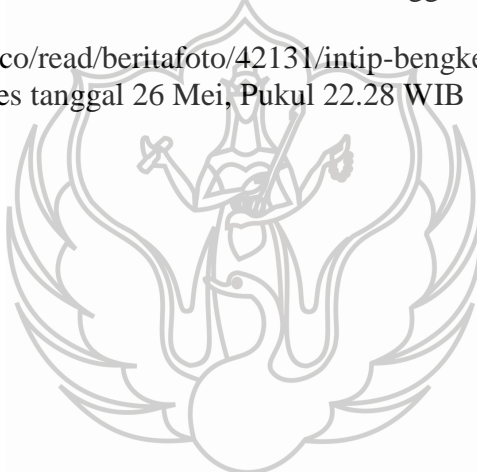 co/read/beritafoto/42131/intip-bengke
es tanggal 26 Mei, Pukul 22.28 WIB